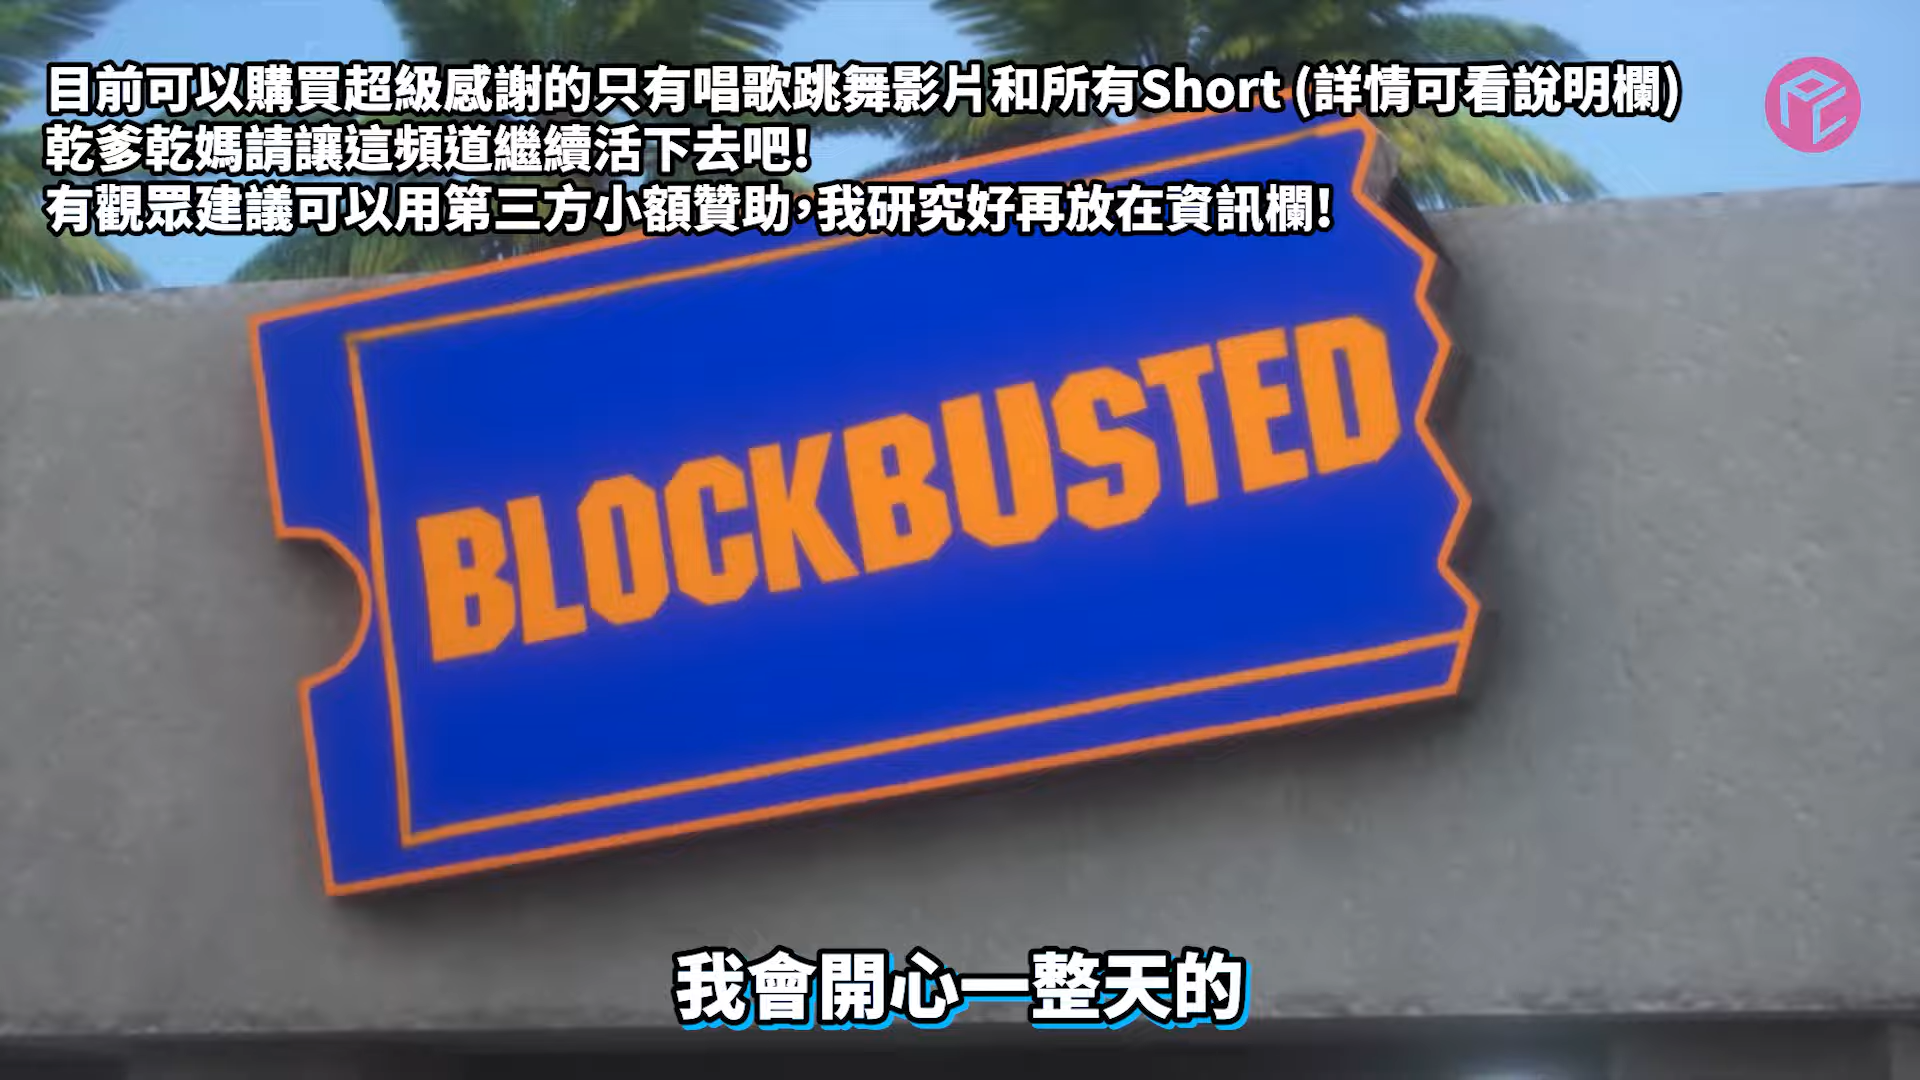 目前可以購買超級感謝的只有唱歌跳舞影片和所有Short (詳情可看說明欄)
乾爹乾媽請讓這頻道繼續活下去吧!
有觀眾建議可以用第三方小額贊助，我研究好再放在資訊欄!
BLOCKBUSTED
我會開心一整天的